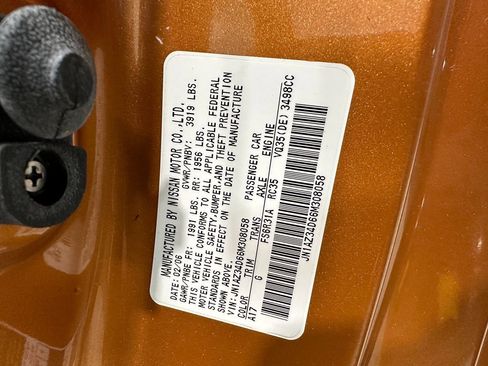 MANUFACTURED BY NISSAN MOTOR CO.,LTD.
DATE: 02/06 GVWR/PNBV: 3919 LBS.
GAWR/PNBE FR: 1991 LBS. RR: 1956 LBS.
THIS VEHICLE CONFORMS TO ALL APPLICABLE FEDERAL
MOTOR VEHICLE SAFETY,BUMPER,AND THEFT PREVENTION
STANDARDS IN EFFECT ON THE DATE OF MANUFACTURE
SHOWN ABOVE.
VIN:JN1AZ34D66M308058 PASSENGER CAR
COLOR TRIM TRANS AXLE ENGINE
A17 G FS6R31A RC35 VQ35(DE) 3498CC
JN1AZ34D66M308058